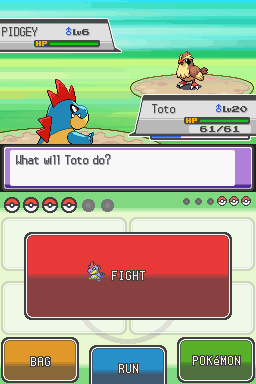 PIDGEY ♂Lv6
HP
Toto ♂Lv20
HP
61/61
What will Toto do?
FIGHT
BAG
RUN
POKéMON